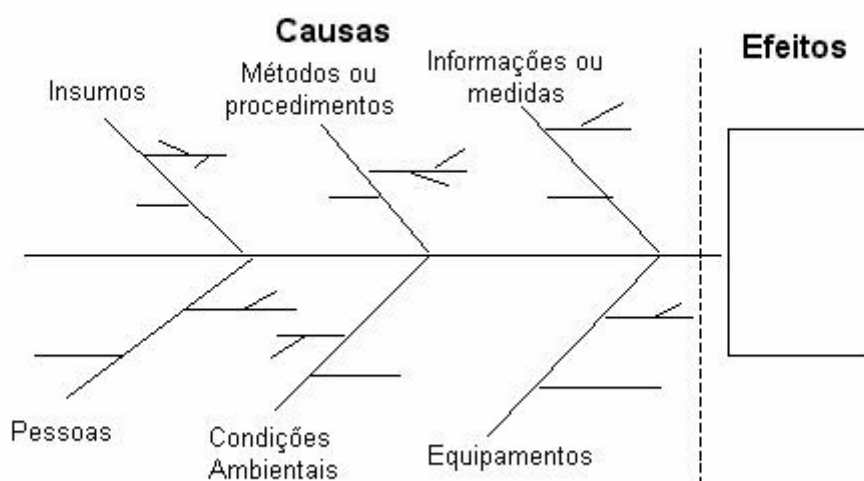 Causas
Efeitos
Insumos
Métodos ou
procedimentos
Informações ou
medidas
Pessoas
Condições
Ambientais
Equipamentos